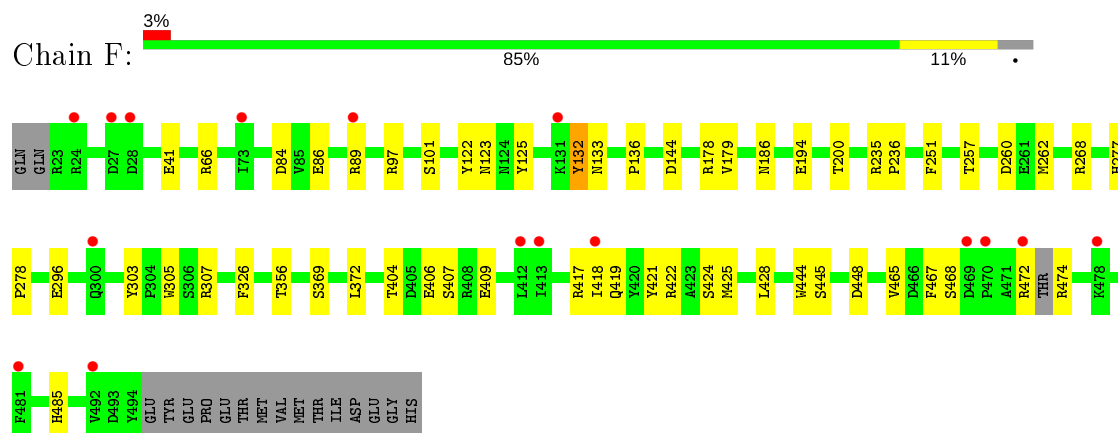 3%
Chain F:
85% 11% •
GLN GLN R23 R24 D27 D28 E41 R66 I73 D84 V85 E86 R89 R97 S101 Y122 N123 N124 Y125 K131 Y132 N133 P136 D144 R178 V179 N186 E194 T200 R235 P236 F251 T257 D260 E261 M262 R268 H277
P278 E296 Q300 Y303 P304 W305 S306 R307 F326 T356 S369 L372 T404 D405 E406 S407 R408 E409 L412 I413 R417 I418 Q419 Y420 Y421 R422 A423 S424 M425 L428 W444 S445 D448 V465 D466 F467 S468 D469 P470 A471 R472 THR R474 K478
F481 H485 V492 D493 Y494 GLU TYR GLU PRO GLU THR MET VAL MET THR ILE ASP GLU GLY HIS